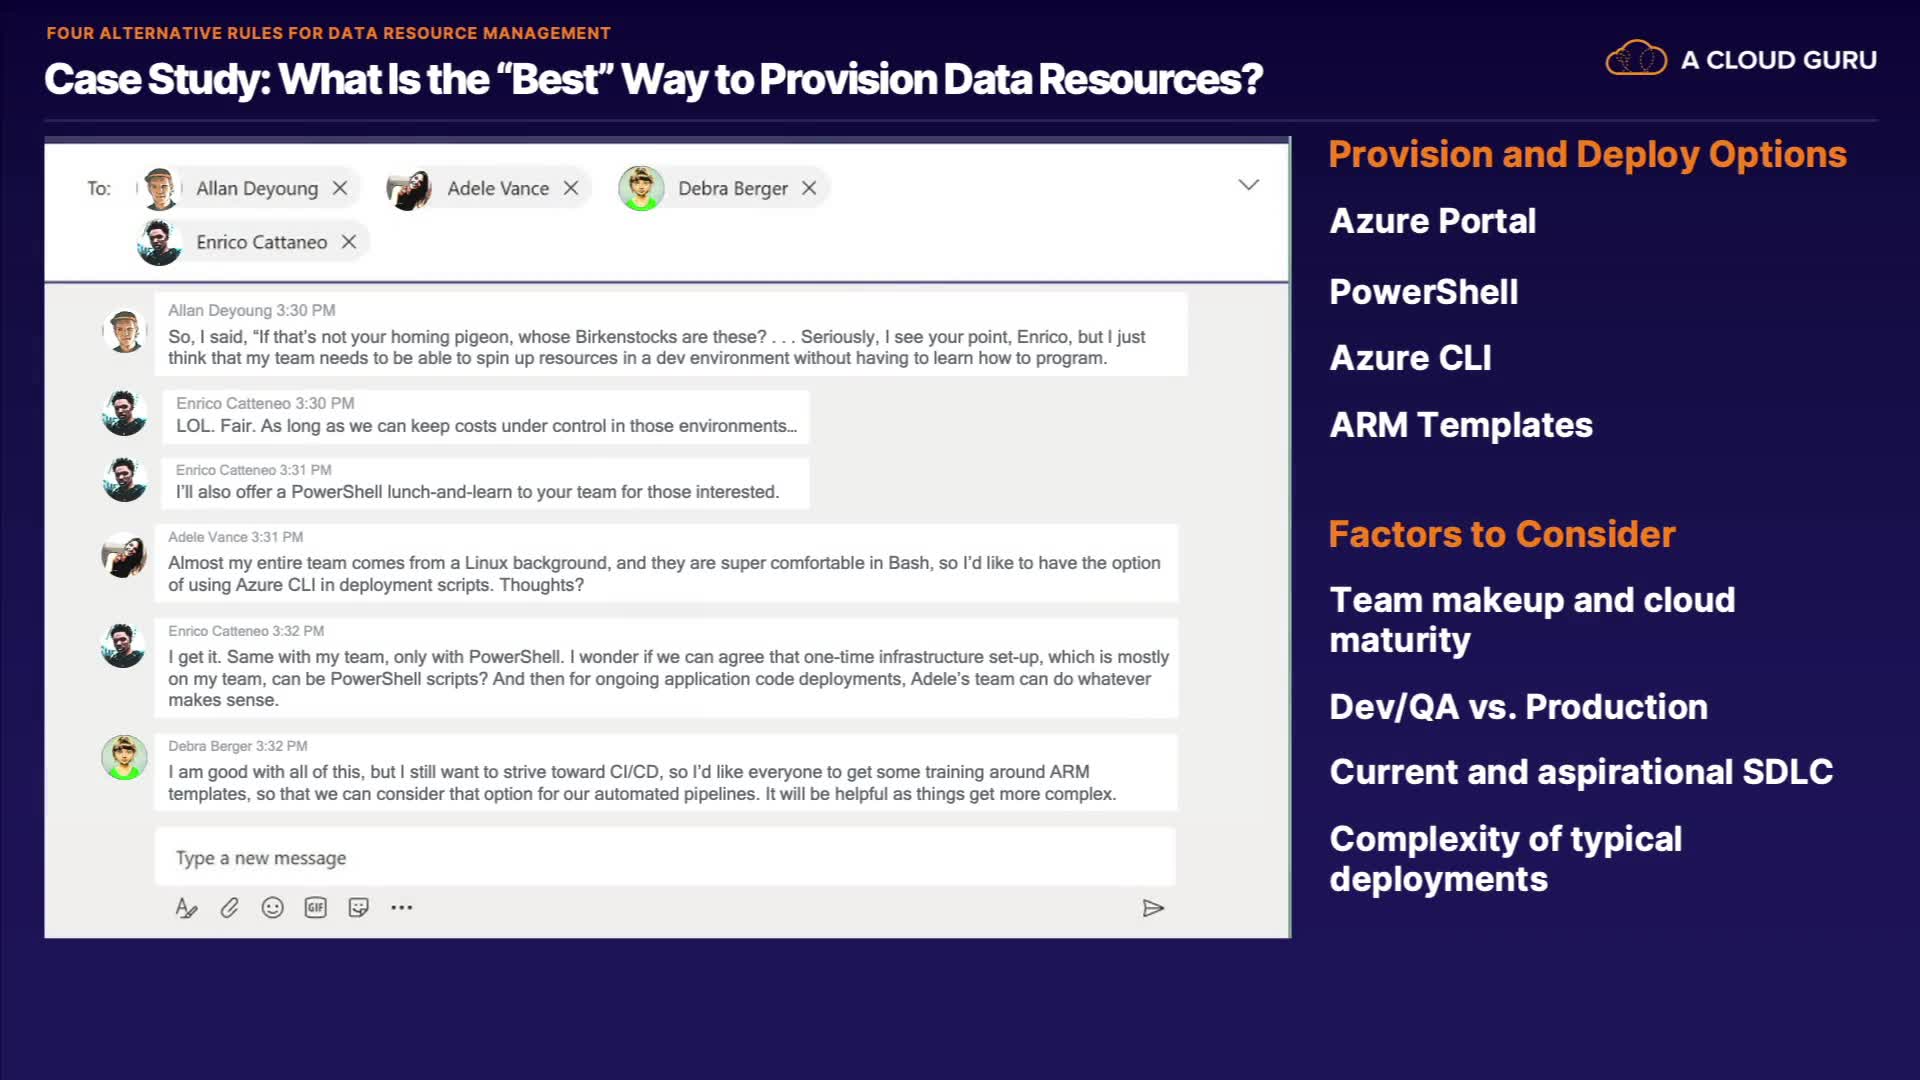 FOUR ALTERNATIVE RULES FOR DATA RESOURCE MANAGEMENT
Case Study: What Is the “Best” Way to Provision Data Resources?
A CLOUD GURU
To:
Allan Deyoung
Adele Vance
Debra Berger
Enrico Cattaneo
Allan Deyoung 3:30 PM
So, I said, “If that’s not your homing pigeon, whose Birkenstocks are these? . . . Seriously, I see your point, Enrico, but I just
think that my team needs to be able to spin up resources in a dev environment without having to learn how to program.
Enrico Catteneo 3:30 PM
LOL. Fair. As long as we can keep costs under control in those environments...
Enrico Catteneo 3:31 PM
I’ll also offer a PowerShell lunch-and-learn to your team for those interested.
Adele Vance 3:31 PM
Almost my entire team comes from a Linux background, and they are super comfortable in Bash, so I’d like to have the option
of using Azure CLI in deployment scripts. Thoughts?
Enrico Catteneo 3:32 PM
I get it. Same with my team, only with PowerShell. I wonder if we can agree that one-time infrastructure set-up, which is mostly
on my team, can be PowerShell scripts? And then for ongoing application code deployments, Adele’s team can do whatever
makes sense.
Debra Berger 3:32 PM
I am good with all of this, but I still want to strive toward CI/CD, so I’d like everyone to get some training around ARM
templates, so that we can consider that option for our automated pipelines. It will be helpful as things get more complex.
Type a new message
GIF
Provision and Deploy Options
Azure Portal
PowerShell
Azure CLI
ARM Templates
Factors to Consider
Team makeup and cloud
maturity
Dev/QA vs. Production
Current and aspirational SDLC
Complexity of typical
deployments